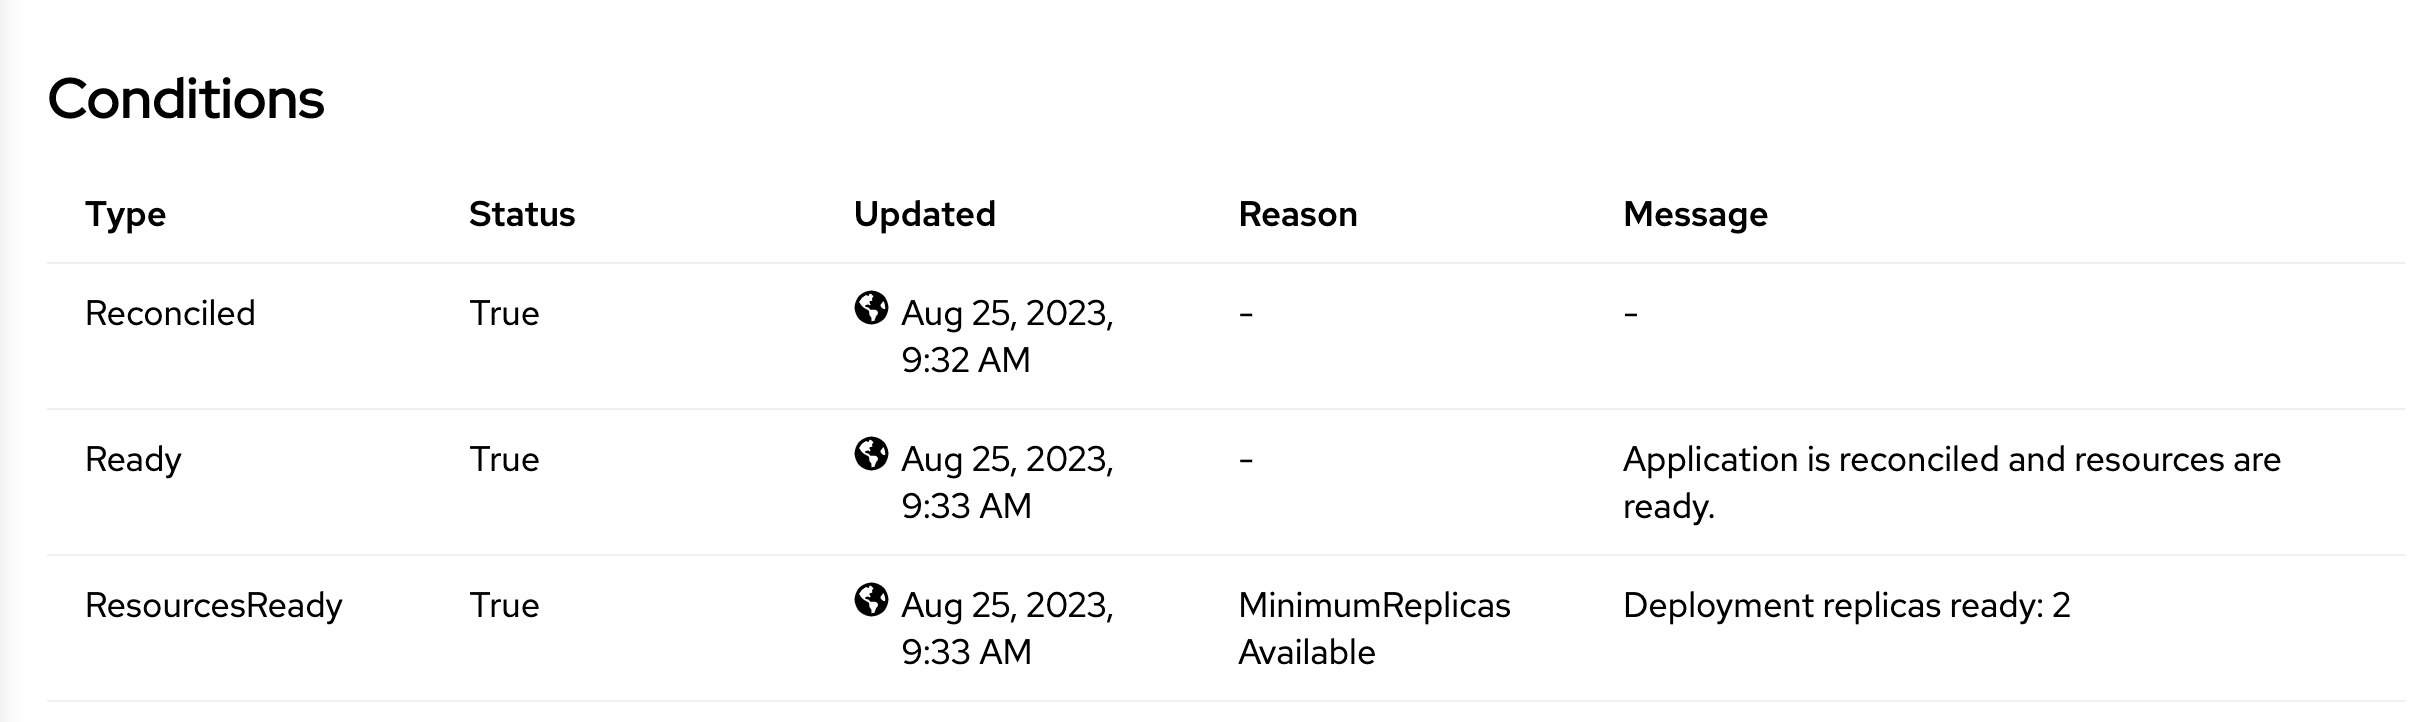 Conditions
Type Status Updated Reason Message
Reconciled True Aug 25, 2023, - -
9:32 AM
Ready True Aug 25, 2023, - Application is reconciled and resources are
9:33 AM ready.
ResourcesReady True Aug 25, 2023, MinimumReplicas Deployment replicas ready: 2
9:33 AM Available